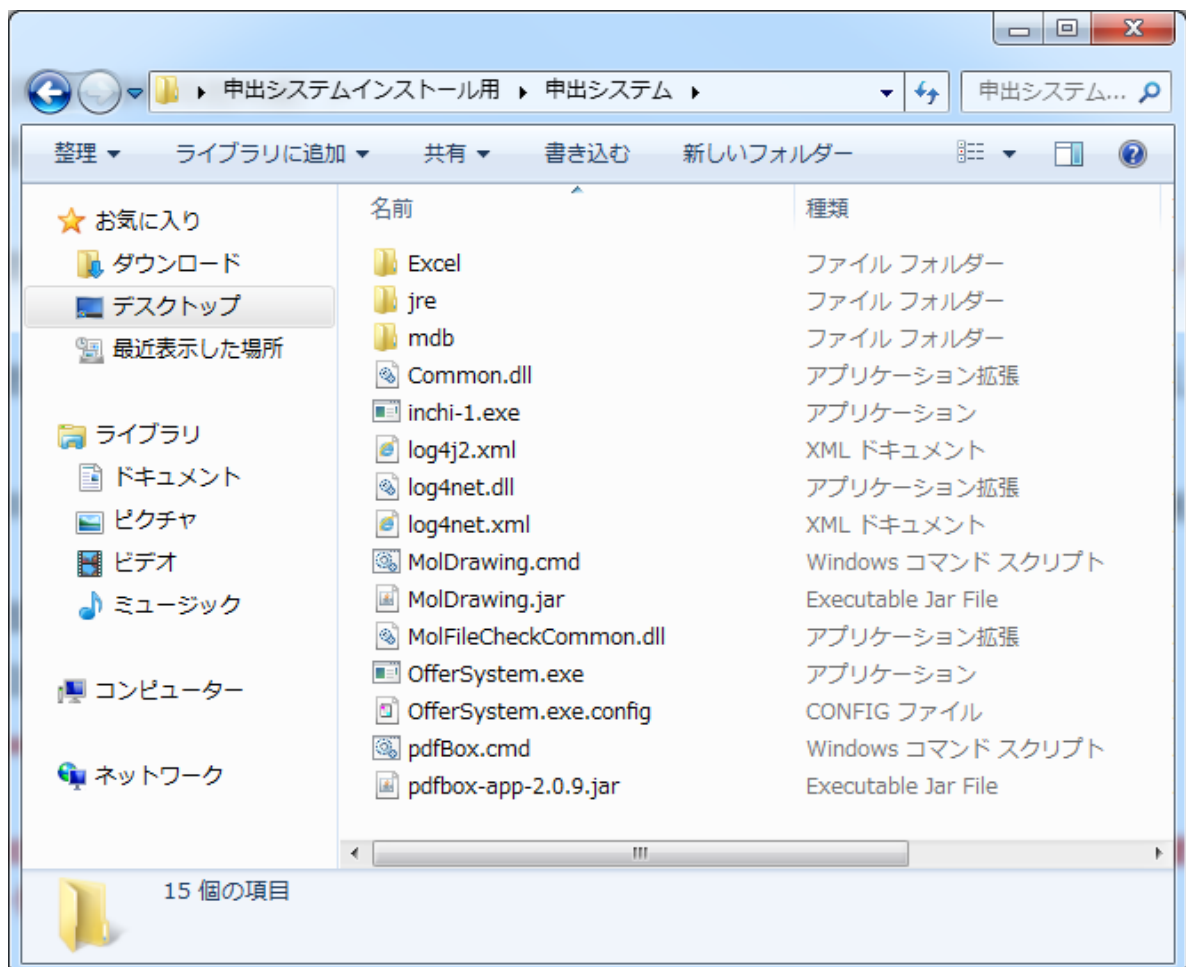 申出システムインストール用 申出システム 申出システム...
整理 ライブラリに追加 共有 書き込む 新しいフォルダー
お気に入り
ダウンロード
デスクトップ
最近表示した場所
ライブラリ
ドキュメント
ピクチャ
ビデオ
ミュージック
コンピューター
ネットワーク
名前 種類
Excel ファイル フォルダー
jre ファイル フォルダー
mdb ファイル フォルダー
Common.dll アプリケーション拡張
inchi-1.exe アプリケーション
log4j2.xml XML ドキュメント
log4net.dll アプリケーション拡張
log4net.xml XML ドキュメント
MolDrawing.cmd Windows コマンド スクリプト
MolDrawing.jar Executable Jar File
MolFileCheckCommon.dll アプリケーション拡張
OfferSystem.exe アプリケーション
OfferSystem.exe.config CONFIG ファイル
pdfBox.cmd Windows コマンド スクリプト
pdfbox-app-2.0.9.jar Executable Jar File
15 個の項目